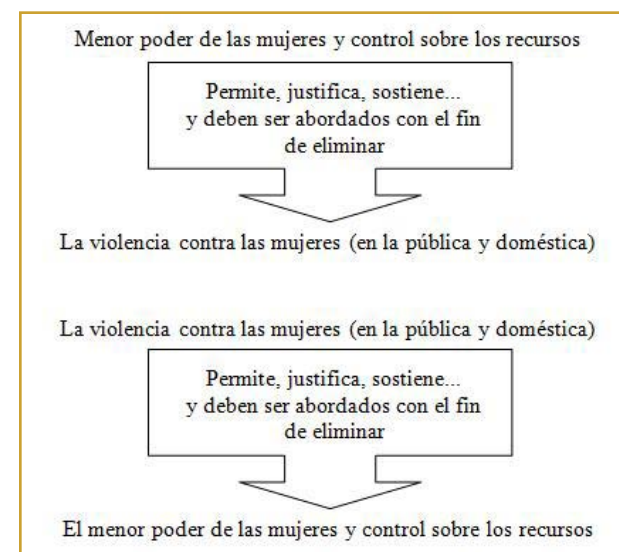 Menor poder de las mujeres y control sobre los recursos
Permite, justifica, sostiene...
y deben ser abordados con el fin
de eliminar
La violencia contra las mujeres (en la pública y doméstica)
La violencia contra las mujeres (en la pública y doméstica)
Permite, justifica, sostiene...
y deben ser abordados con el fin
de eliminar
El menor poder de las mujeres y control sobre los recursos